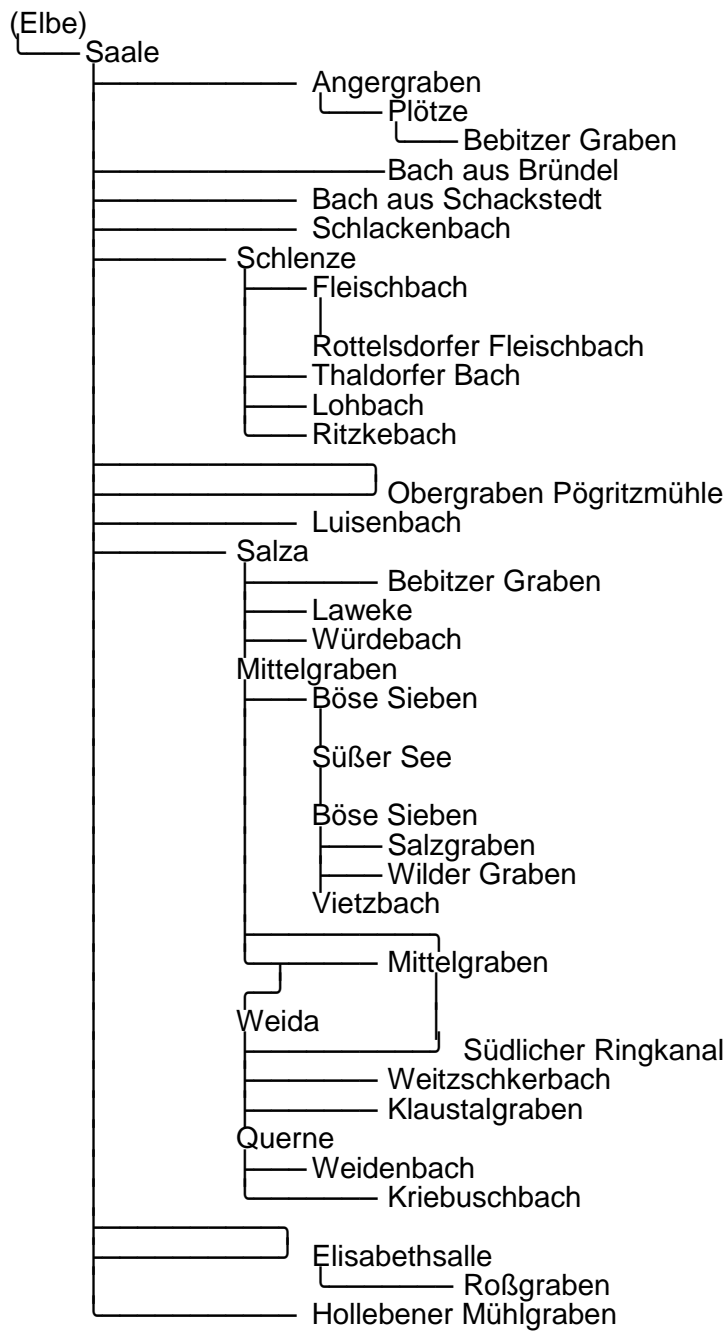 (Elbe)
Saale
Angergraben
Plötze
Bebitzer Graben
Bach aus Bründel
Bach aus Schackstedt
Schlackenbach
Schlenze
Fleischbach
Rottelsdorfer Fleischbach
Thaldorfer Bach
Lohbach
Ritzkebach
Obergraben Pögritzmühle
Luisenbach
Salza
Bebitzer Graben
Laweke
Würdebach
Mittelgraben
Böse Sieben
Süßer See
Böse Sieben
Salzgraben
Wilder Graben
Vietzbach
Mittelgraben
Weida
Südlicher Ringkanal
Weitzschkerbach
Klaustalgraben
Querne
Weidenbach
Kriebuschbach
Elisabethsalle
Roßgraben
Hollebener Mühlgraben